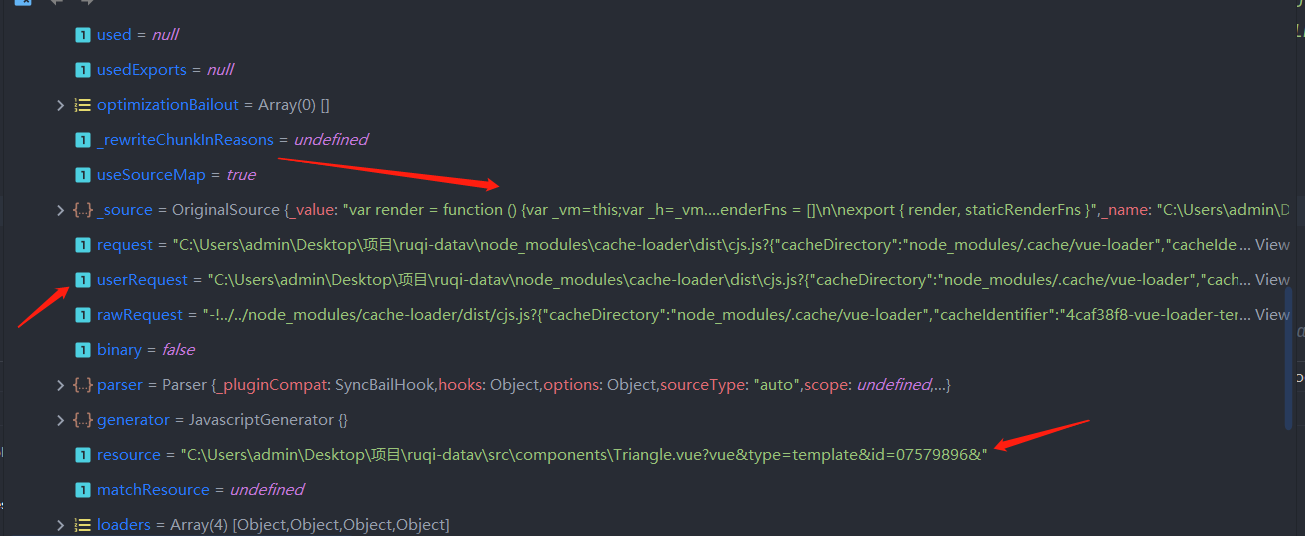 used = null
usedExports = null
optimizationBailout = Array(0) []
_rewriteChunkInReasons = undefined
useSourceMap = true
_source = OriginalSource {_value: "var render = function () {var _vm=this;var _h=_vm....enderFns = []\n\nexport { render, staticRenderFns }",_name: "C:\Users\admin\D
request = "C:\Users\admin\Desktop\项目\ruqi-datav\node_modules\cache-loader\dist\cjs.js?{"cacheDirectory":"node_modules/.cache/vue-loader","cacheIde... View
userRequest = "C:\Users\admin\Desktop\项目\ruqi-datav\node_modules\cache-loader\dist\cjs.js?{"cacheDirectory":"node_modules/.cache/vue-loader","cach... View
rawRequest = "-!../../node_modules/cache-loader/dist/cjs.js?{"cacheDirectory":"node_modules/.cache/vue-loader","cacheIdentifier":"4caf38f8-vue-loader-ter... View
binary = false
parser = Parser {_pluginCompat: SyncBailHook,hooks: Object,options: Object,sourceType: "auto",scope: undefined,...}
generator = JavascriptGenerator {}
resource = "C:\Users\admin\Desktop\项目\ruqi-datav\src\components\Triangle.vue?vue&type=template&id=07579896&"
matchResource = undefined
loaders = Array(4) [Object,Object,Object,Object]